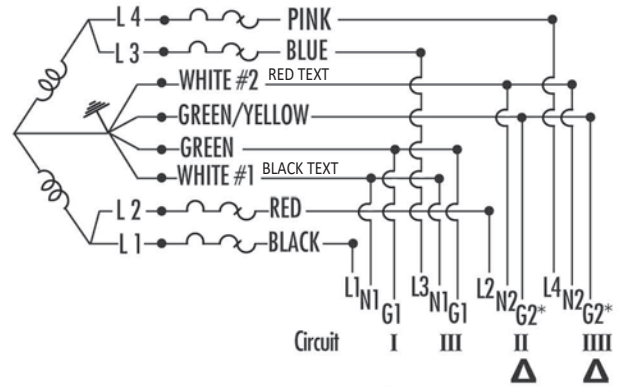 L 4 PINK
L 3 BLUE
WHITE #2 RED TEXT
GREEN/YELLOW
GREEN
WHITE #1 BLACK TEXT
L 2 RED
L 1 BLACK
L1 N1 G1 L3 N1 G1 L2 N2 G2* L4 N2 G2*
Circuit I III II IIII
Δ Δ